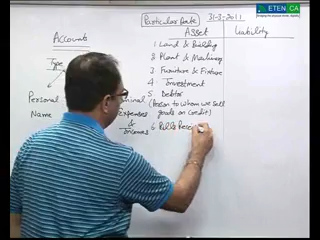 ETEN CA
Particular Date 31-3-2011
Accounts
Type
Personal
Name
Nominal
Expenses
&
Incomes
Asset
1 Land & Building
2 Plant & Machinery
3 Furniture & Fixture
4 Investment
5 Debtor
(Person to whom we sell
goods on credit)
6 Bills Rece
Liability